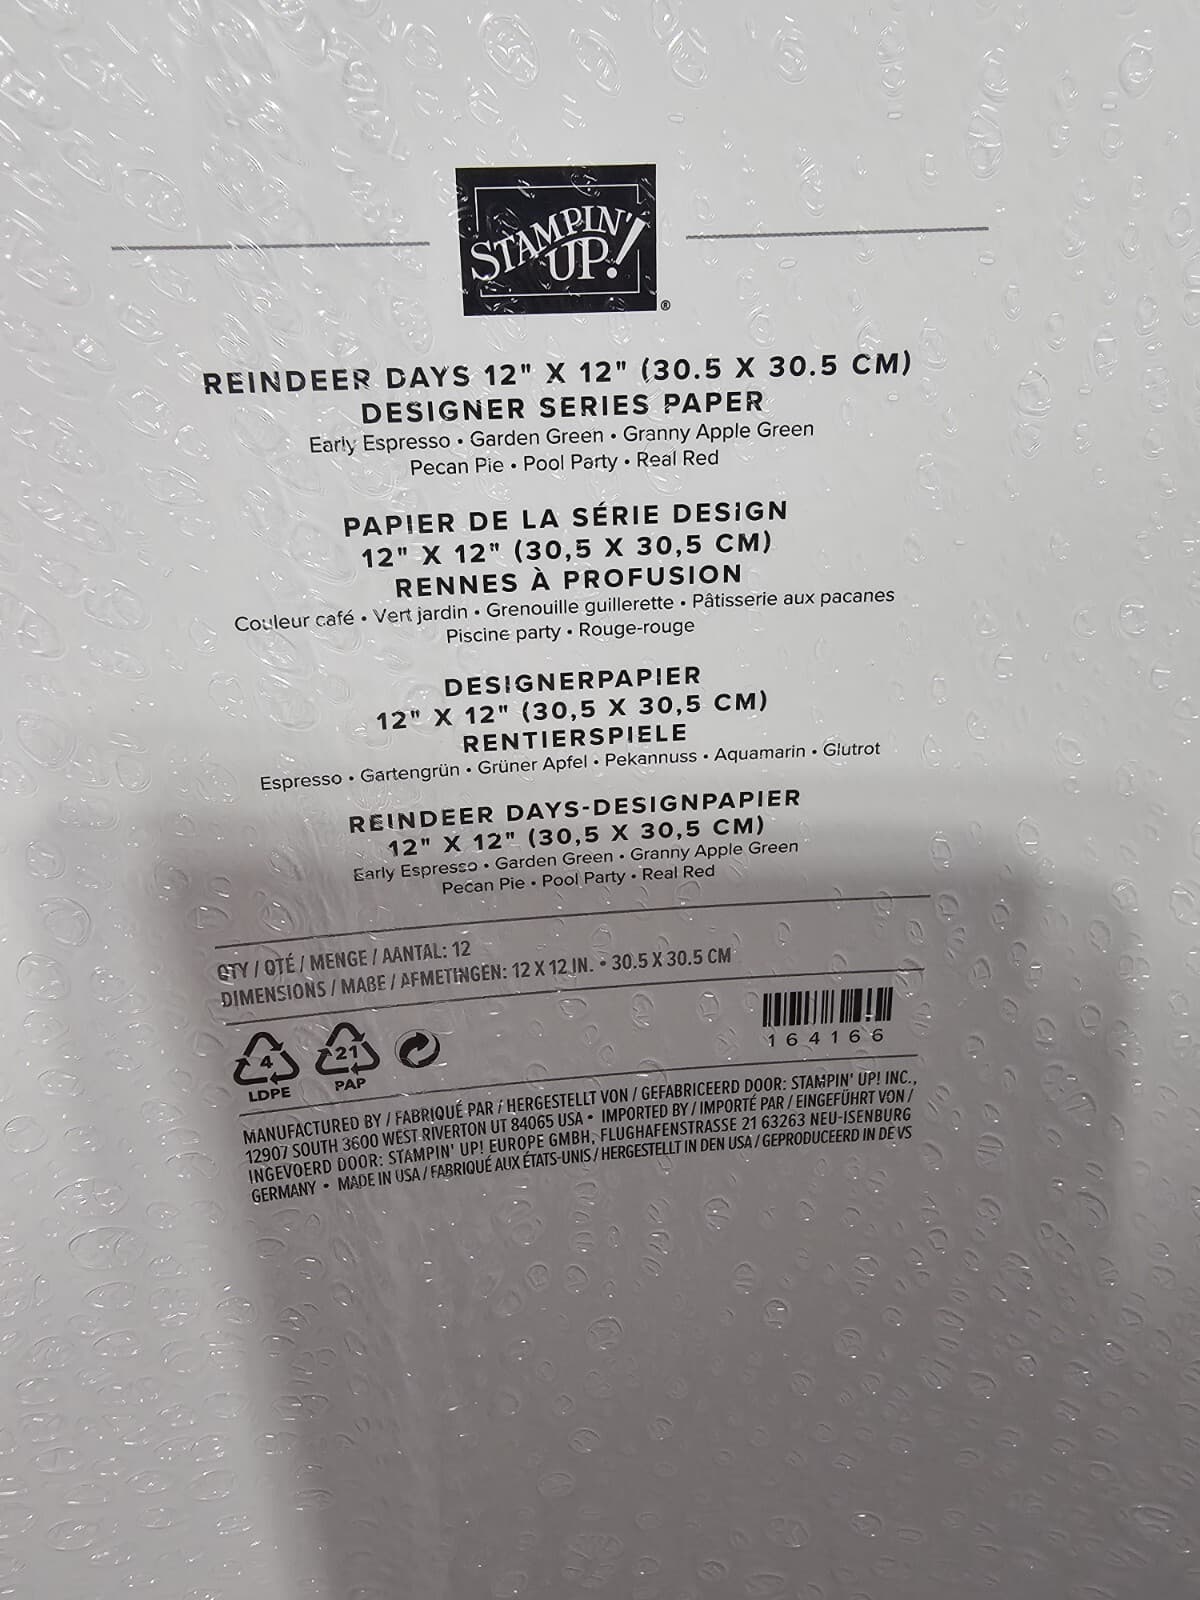 STAMPIN' UP! ®
REINDEER DAYS 12" X 12" (30.5 X 30.5 CM)
DESIGNER SERIES PAPER
Early Espresso • Garden Green • Granny Apple Green
Pecan Pie • Pool Party • Real Red
PAPIER DE LA SÉRIE DESIGN
12" X 12" (30,5 X 30,5 CM)
RENNES À PROFUSION
Couleur café • Vert jardin • Grenouille guillerette • Pâtisserie aux pacanes
Piscine party • Rouge-rouge
DESIGNERPAPIER
12" X 12" (30,5 X 30,5 CM)
RENTIERSPIELE
Espresso • Gartengrün • Grüner Apfel • Pekannuss • Aquamarin • Glutrot
REINDEER DAYS-DESIGNPAPIER
12" X 12" (30,5 X 30,5 CM)
Early Espresso • Garden Green • Granny Apple Green
Pecan Pie • Pool Party • Real Red
QTY / QTÉ / MENGE / AANTAL: 12
DIMENSIONS / MAßE / AFMETINGEN: 12 X 12 IN. • 30.5 X 30.5 CM
4 21
LDPE PAP
164166
MANUFACTURED BY / FABRIQUÉ PAR / HERGESTELLT VON / GEFABRICEERD DOOR: STAMPIN' UP! INC.,
12907 SOUTH 3600 WEST RIVERTON UT 84065 USA • IMPORTED BY / IMPORTÉ PAR / EINGEFÜHRT VON /
INGEVOERD DOOR: STAMPIN' UP! EUROPE GMBH, FLUGHAFENSTRASSE 21 63263 NEU-ISENBURG
GERMANY • MADE IN USA / FABRIQUÉ AUX ÉTATS-UNIS / HERGESTELLT IN DEN USA / GEPRODUCEERD IN DE VS